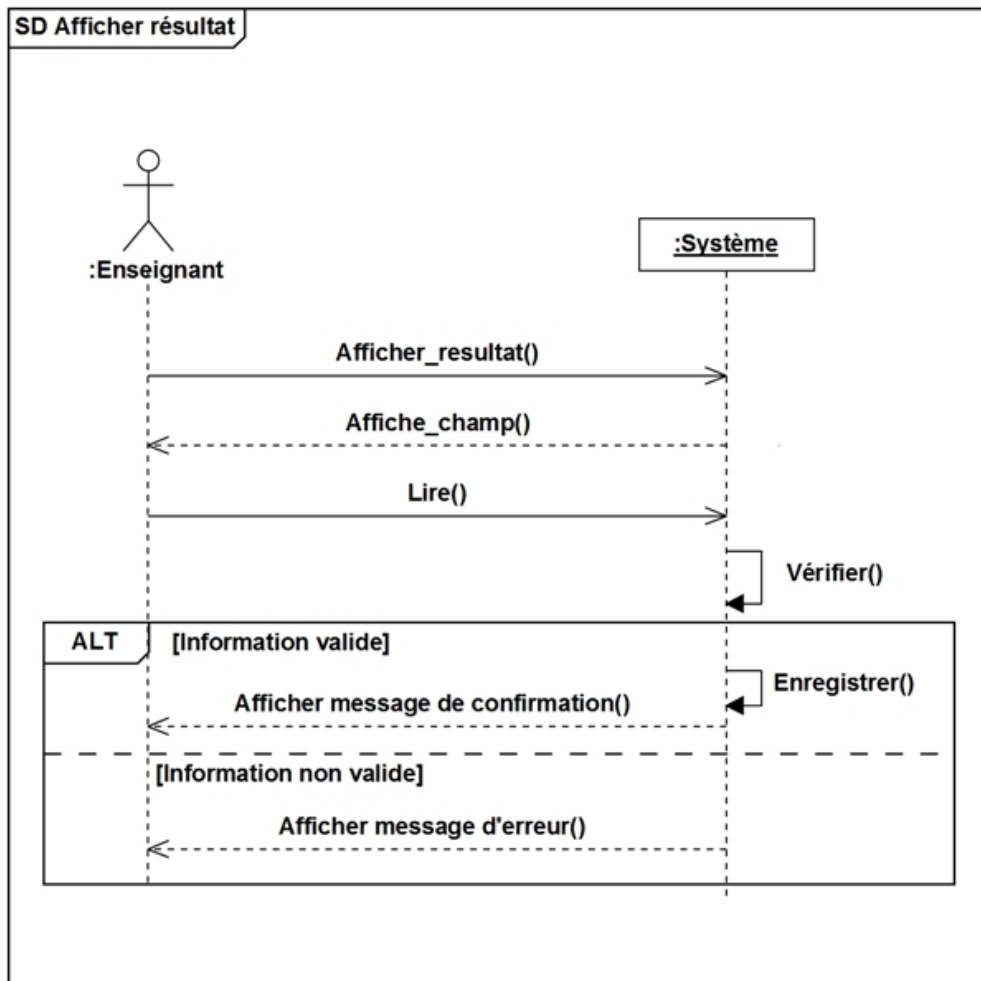 SD Afficher résultat
:Enseignant
:Système
Afficher_resultat()
Affiche_champ()
Lire()
Vérifier()
ALT
[Information valide]
Enregistrer()
Afficher message de confirmation()
[Information non valide]
Afficher message d'erreur()